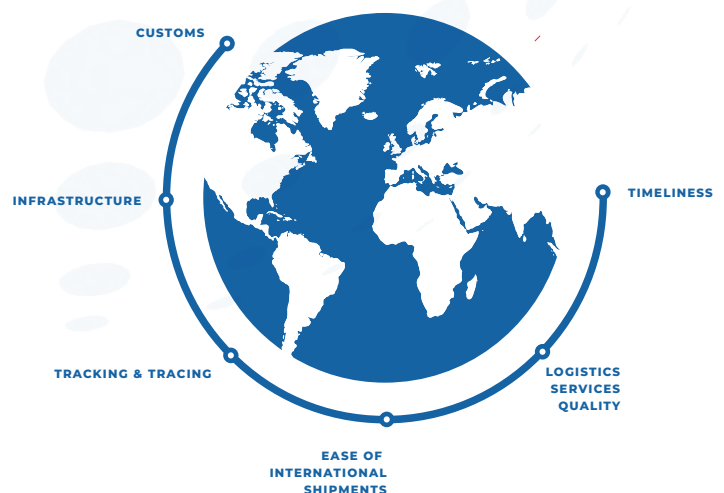 CUSTOMS
INFRASTRUCTURE
TIMELINESS
TRACKING & TRACING
LOGISTICS
SERVICES
QUALITY
EASE OF
INTERNATIONAL
SHIPMENTS